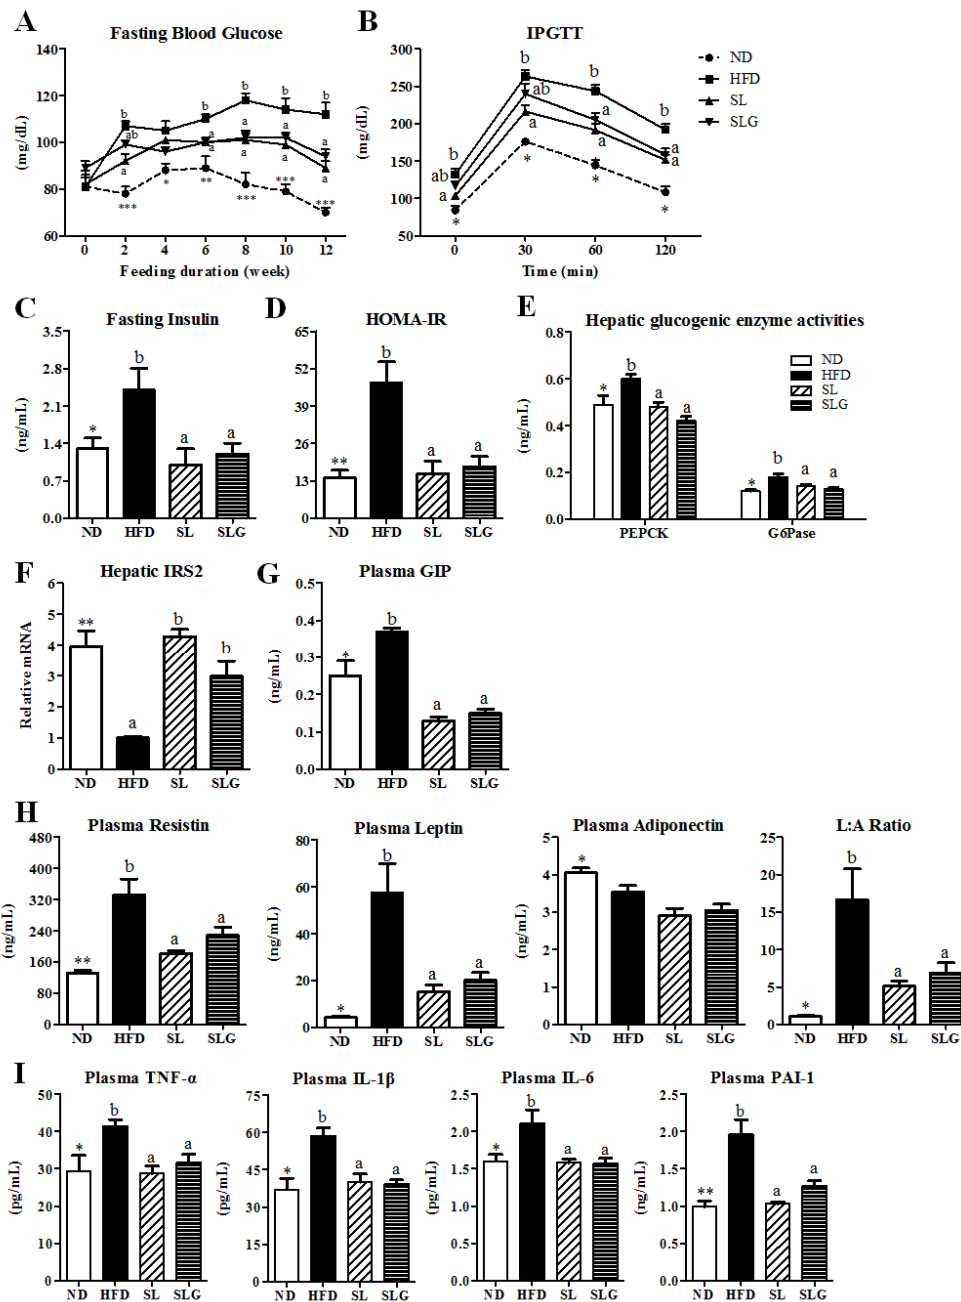 A
Fasting Blood Glucose
(mg/dL)
140
120
100
80
60
b
b
b
b
b
ab
a
a
a
a
a
a
a
a
a
a
***
*
**
***
***
***
0 2 4 6 8 10 12
Feeding duration (week)
B
IPGTT
(mg/dL)
300
250
200
150
100
50
b
b
b
b
ab
ab
a
a
a
a
a
a
*
*
*
*
0 30 60 120
Time (min)
ND
HFD
SL
SLG
C
Fasting Insulin
(ng/mL)
3.5
2.8
2.1
1.4
0.7
0.0
* b a a
ND HFD SL SLG
D
HOMA-IR
(ng/mL)
65
52
39
26
13
0
** b a a
ND HFD SL SLG
E
Hepatic glucogenic enzyme activities
(ng/mL)
0.8
0.6
0.4
0.2
0.0
* b a a
* b a a
PEPCK G6Pase
ND
HFD
SL
SLG
F
Hepatic IRS2
Relative mRNA
6
5
4
3
2
1
0
** a b b
ND HFD SL SLG
G
Plasma GIP
(ng/mL)
0.5
0.4
0.3
0.2
0.1
0.0
* b a a
ND HFD SL SLG
H
Plasma Resistin
(ng/mL)
480
400
320
240
160
80
0
** b a a
ND HFD SL SLG
Plasma Leptin
(ng/mL)
80
60
40
20
0
* b a a
ND HFD SL SLG
Plasma Adiponectin
(ng/mL)
5
4
3
2
1
0
*
ND HFD SL SLG
L:A Ratio
25
20
15
10
5
0
* b a a
ND HFD SL SLG
I
Plasma TNF-α
(pg/mL)
50
40
30
20
10
0
* b a a
ND HFD SL SLG
Plasma IL-1β
(pg/mL)
75
60
45
30
15
0
* b a a
ND HFD SL SLG
Plasma IL-6
(pg/mL)
2.5
2.0
1.5
1.0
0.5
0.0
* b a a
ND HFD SL SLG
Plasma PAI-1
(ng/mL)
2.5
2.0
1.5
1.0
0.5
0.0
** b a a
ND HFD SL SLG